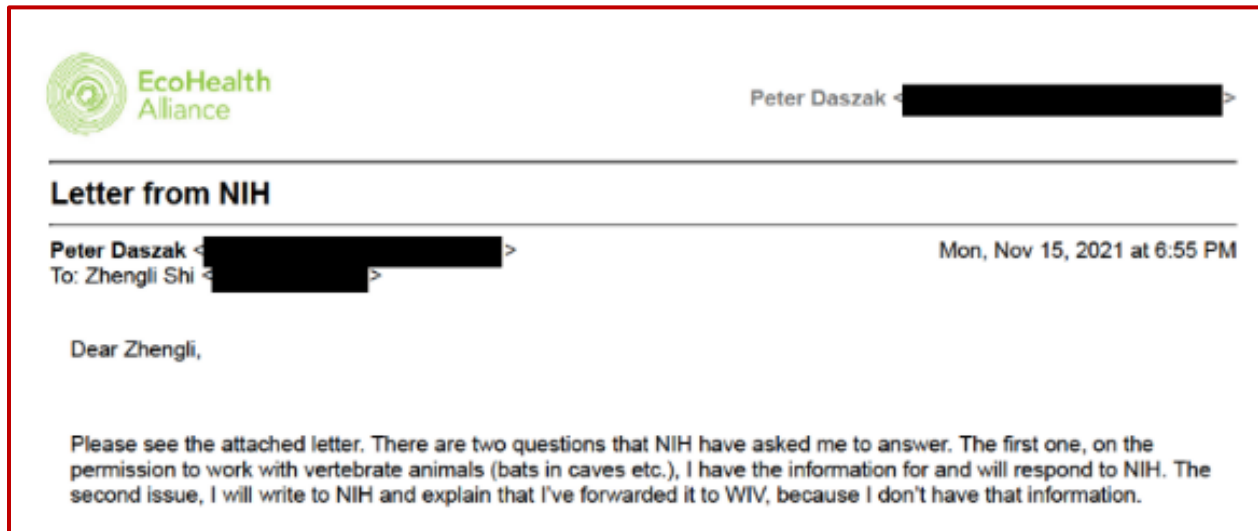 EcoHealth
Alliance
Peter Daszak < >
Letter from NIH
Peter Daszak < >
Mon, Nov 15, 2021 at 6:55 PM
To: Zhengli Shi < >
Dear Zhengli,
Please see the attached letter. There are two questions that NIH have asked me to answer. The first one, on the
permission to work with vertebrate animals (bats in caves etc.), I have the information for and will respond to NIH. The
second issue, I will write to NIH and explain that I've forwarded it to WIV, because I don't have that information.